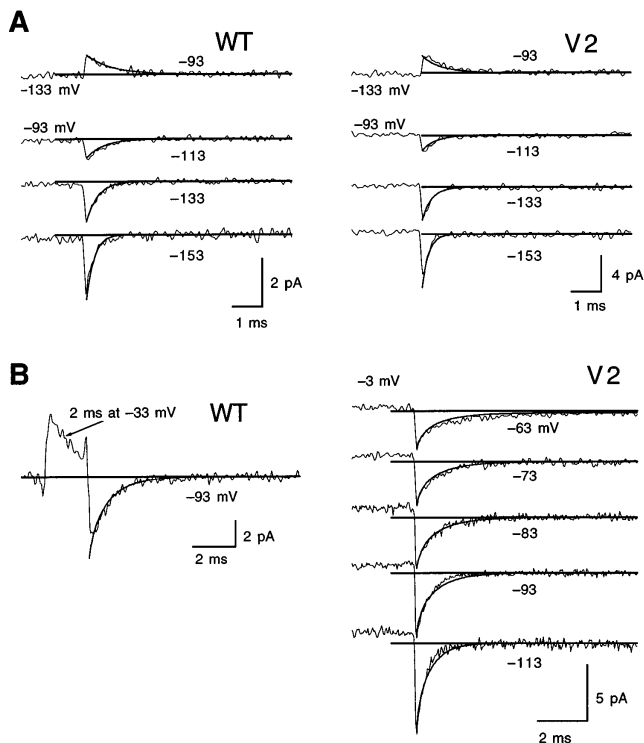 A
WT
V2
–93
–133 mV
–93 mV
–113
–133
–153
2 pA
1 ms
–93
–133 mV
–93 mV
–113
–133
–153
4 pA
1 ms
B
WT
V2
2 ms at –33 mV
–93 mV
2 pA
2 ms
–3 mV
–63 mV
–73
–83
–93
–113
5 pA
2 ms